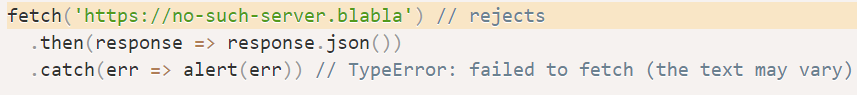 fetch('https://no-such-server.blabla') // rejects
  .then(response => response.json())
  .catch(err => alert(err)) // TypeError: failed to fetch (the text may vary)